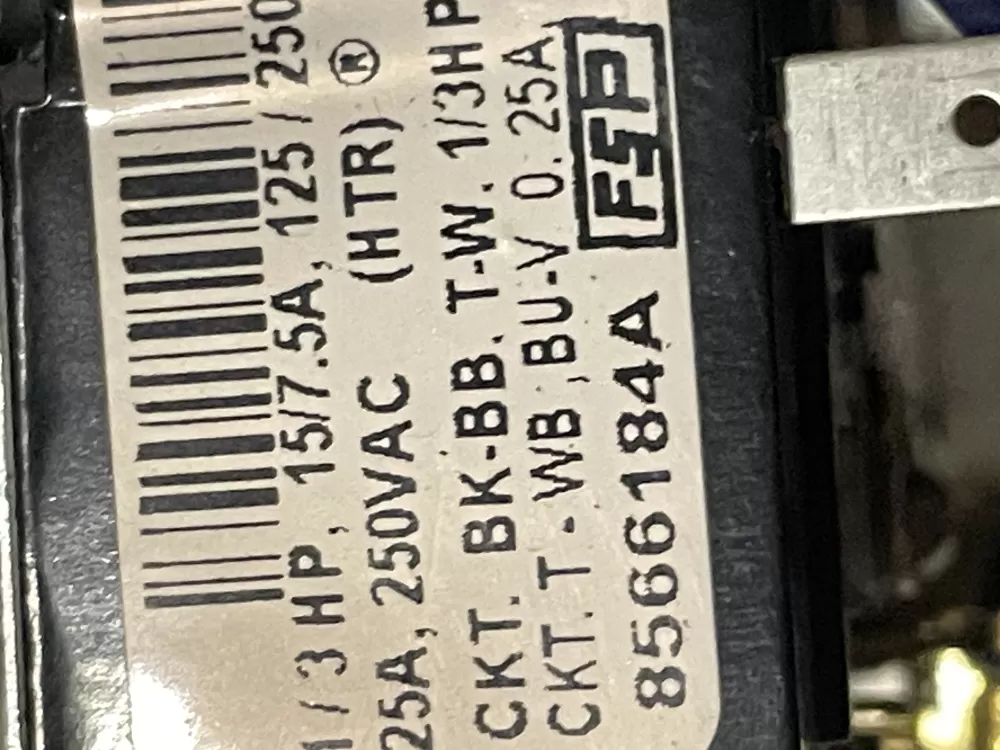 1/3 HP, 15/7.5A, 125/250
25A, 250VAC (HTR) ®
CKT. BK-BB. T-W. 1/3HP
CKT. T-WB, BU-V 0.25A
8566184A FSP